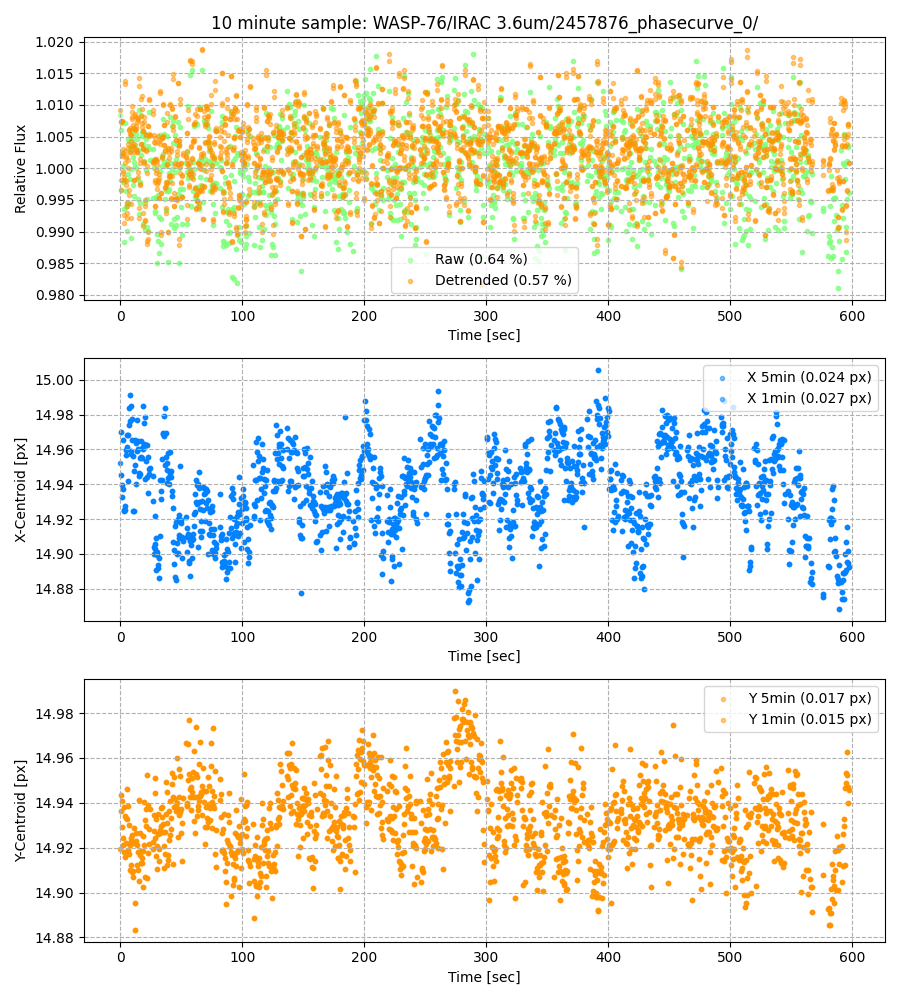 10 minute sample: WASP-76/IRAC 3.6um/2457876_phasecurve_0/
1.020
1.015
1.010
1.005
1.000
0.995
0.990
0.985
0.980
Relative Flux
Raw (0.64 %)
Detrended (0.57 %)
0 100 200 300 400 500 600
Time [sec]
15.00
14.98
14.96
14.94
14.92
14.90
14.88
X-Centroid [px]
X 5min (0.024 px)
X 1min (0.027 px)
0 100 200 300 400 500 600
Time [sec]
14.98
14.96
14.94
14.92
14.90
14.88
Y-Centroid [px]
Y 5min (0.017 px)
Y 1min (0.015 px)
0 100 200 300 400 500 600
Time [sec]